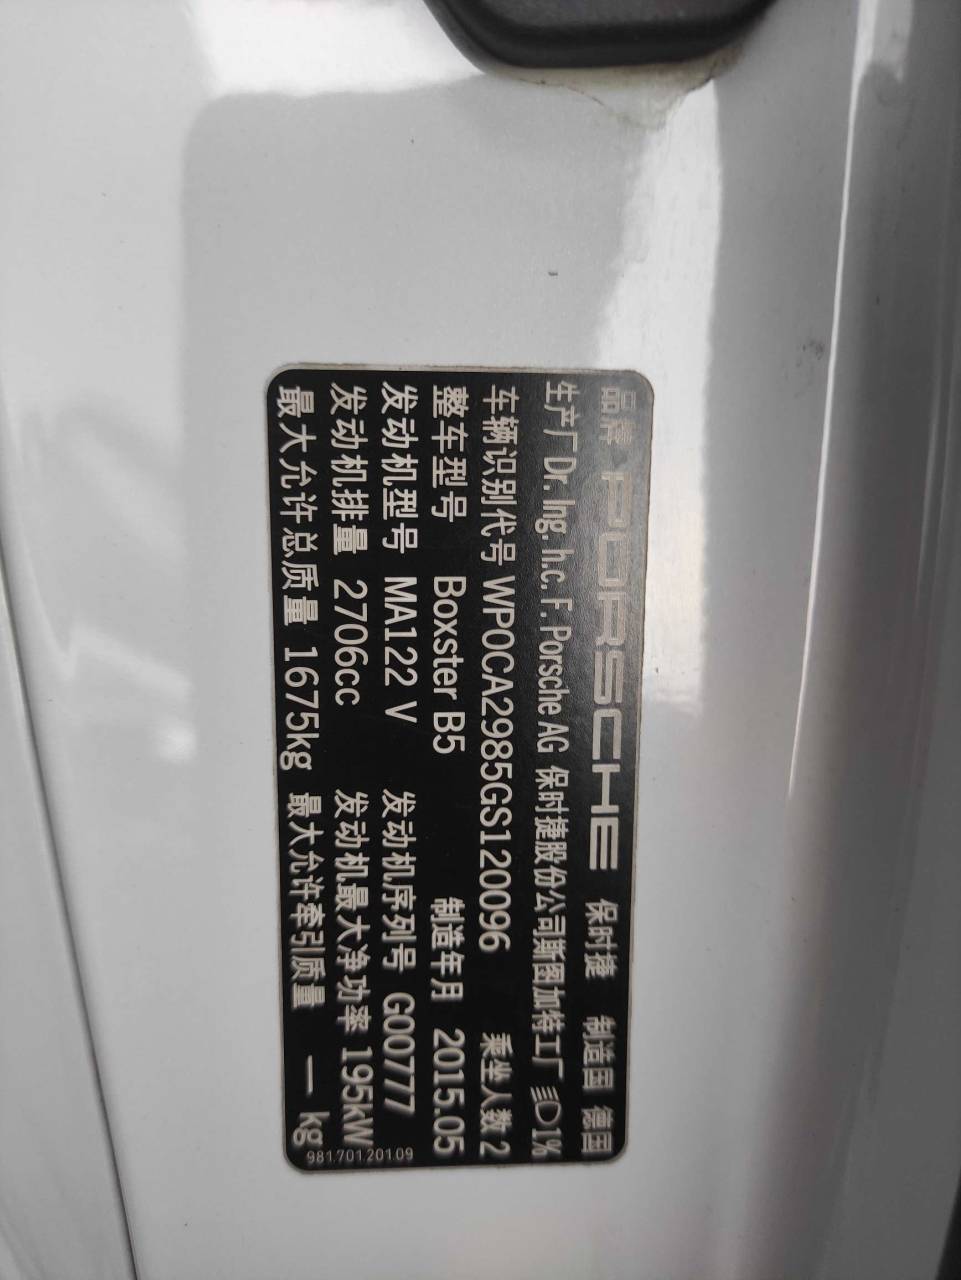 品牌 PORSCHE 保时捷 制造国 德国
生产厂 Dr. Ing. h.c. F. Porsche AG 保时捷股份公司斯图加特工厂 1%
车辆识别代号 WP0CA2985GS120096 乘坐人数 2
整车型号 Boxster B5 制造年月 2015.05
发动机型号 MA122 V 发动机序列号 G00777
发动机排量 2706cc 发动机最大净功率 195kW
最大允许总质量 1675kg 最大允许牵引质量 — kg
981.701.201.09